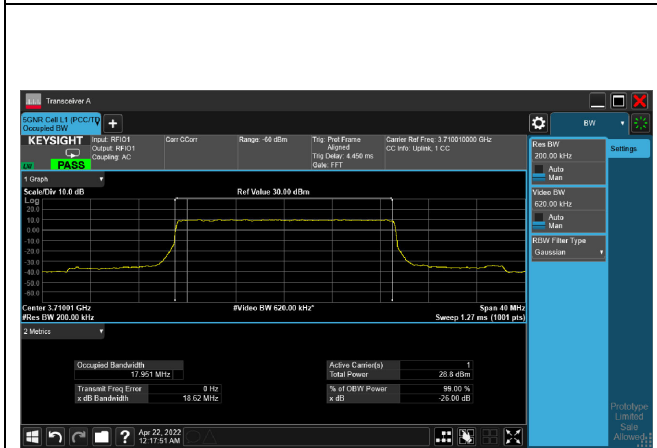 Transceiver A
5GNR Cell L1 (PCC/TD
Occupied BW
+
BW
KEYSIGHT
Input: RFIO1
Output: RFIO1
Coupling: AC
PASS
Corr CCorr
Range: -60 dBm
Trig: Prot Frame
Aligned
Trig Delay: 4.450 ms
Gate: FFT
Carrier Ref Freq: 3.710010000 GHz
CC Info: Uplink, 1 CC
Res BW
200.00 kHz
Auto
Man
Settings
Video BW
620.00 kHz
Auto
Man
RBW Filter Type
Gaussian
1 Graph
Scale/Div 10.0 dB
Ref Value 30.00 dBm
Log
20.0
10.0
0.00
-10.0
-20.0
-30.0
-40.0
-50.0
-60.0
Center 3.71001 GHz
#Video BW 620.00 kHz*
Span 40 MHz
#Res BW 200.00 kHz
Sweep 1.27 ms (1001 pts)
2 Metrics
Occupied Bandwidth
17.951 MHz
Active Carrier(s) 1
Total Power 28.8 dBm
Transmit Freq Error 0 Hz
x dB Bandwidth 18.62 MHz
% of OBW Power 99.00 %
x dB -26.00 dB
Prototype
Limited
Sale
Allowed
?
Apr 22, 2022
12:17:51 AM